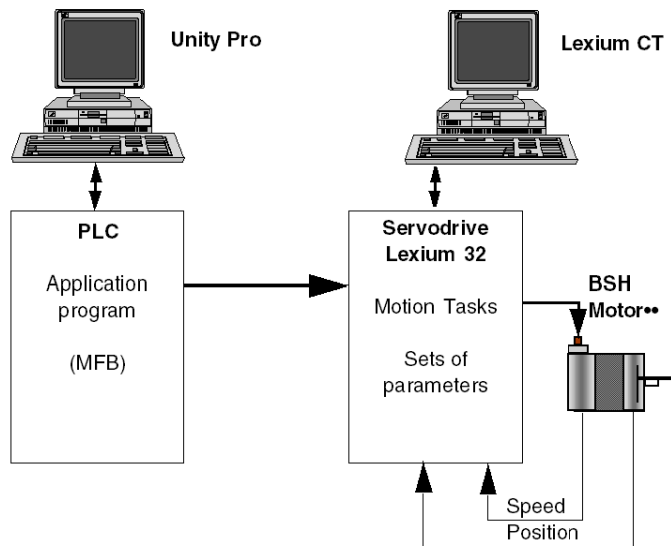 Unity Pro
Lexium CT
PLC
Application
program
(MFB)
Servodrive
Lexium 32
Motion Tasks
Sets of
parameters
BSH
Motor••
Speed
Position